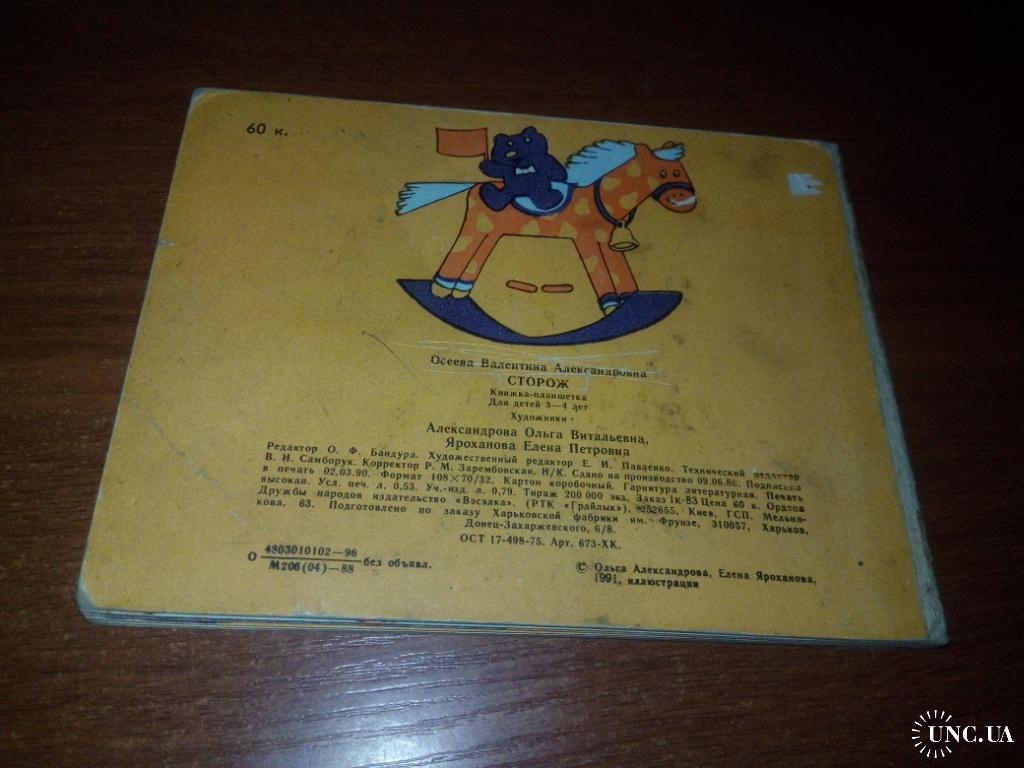 60 к.
Осеева Валентина Александровна
СТОРОЖ
Книжка-планшетка
Для детей 3—4 лет
Художники
Александрова Ольга Витальевна,
Яроханова Елена Петровна
Редактор О. Ф. Бандура. Художественный редактор Е. И. Павленко. Технический редактор
В. И. Самборук. Корректор Р. М. Зарембовская. Н/К. Сдано на производство 09.06.86. Подписано
в печать 02.03.90. Формат 108×70/32. Картон коробочный. Гарнитура литературная. Печать
высокая. Усл. печ. л. 0,53. Уч.-изд. л. 0,79. Тираж 200 000 экз. Заказ 1к-83 Цена 60 к. Ордена
Дружбы народов издательство «Вэсэлка». (РТК «Грайлык»), 252655, Киев, ГСП, Мельни-
кова, 63. Подготовлено по заказу Харьковской фабрики им. Фрунзе, 310057, Харьков,
Донец-Захаржевского, 6/8.
ОСТ 17-498-75. Арт. 673-ХК.
О 4803010102—96
М206(04)—88 без объявл.
© Ольга Александрова, Елена Яроханова,
1991, иллюстрации
UNC.UA